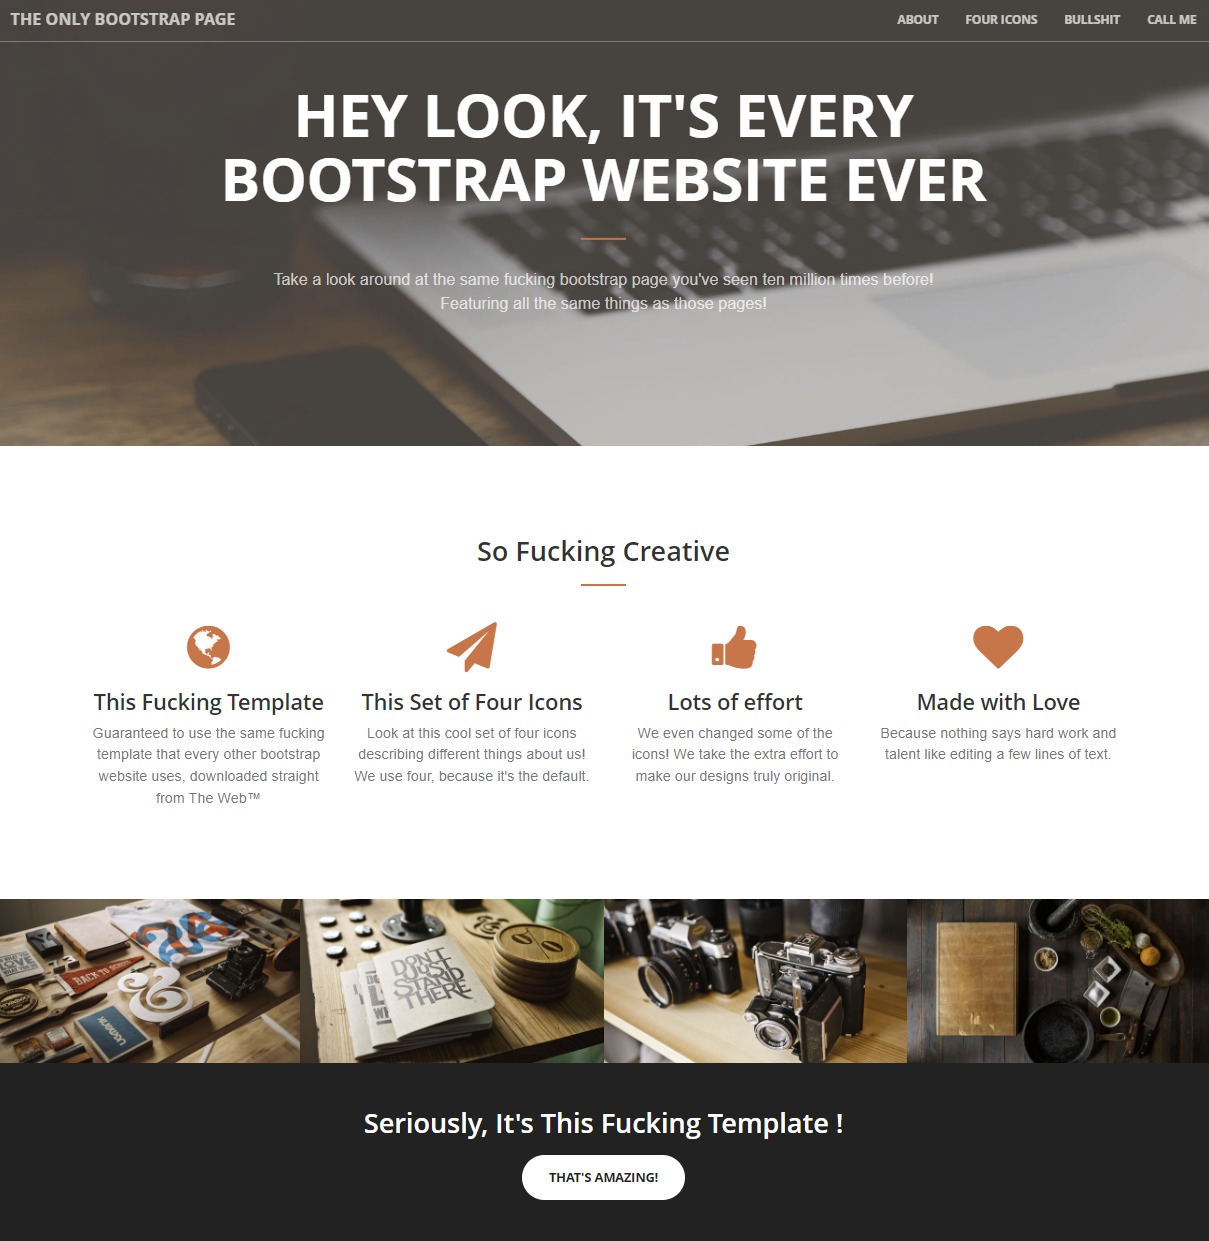 THE ONLY BOOTSTRAP PAGE
ABOUT FOUR ICONS BULLSHIT CALL ME
HEY LOOK, IT'S EVERY
BOOTSTRAP WEBSITE EVER
Take a look around at the same fucking bootstrap page you've seen ten million times before!
Featuring all the same things as those pages!
So Fucking Creative
This Fucking Template
Guaranteed to use the same fucking
template that every other bootstrap
website uses, downloaded straight
from The Web™
This Set of Four Icons
Look at this cool set of four icons
describing different things about us!
We use four, because it's the default.
Lots of effort
We even changed some of the
icons! We take the extra effort to
make our designs truly original.
Made with Love
Because nothing says hard work and
talent like editing a few lines of text.
BACK TO SCHOOL
DON'T
JUST
STAND
THERE
Seriously, It's This Fucking Template !
THAT'S AMAZING!